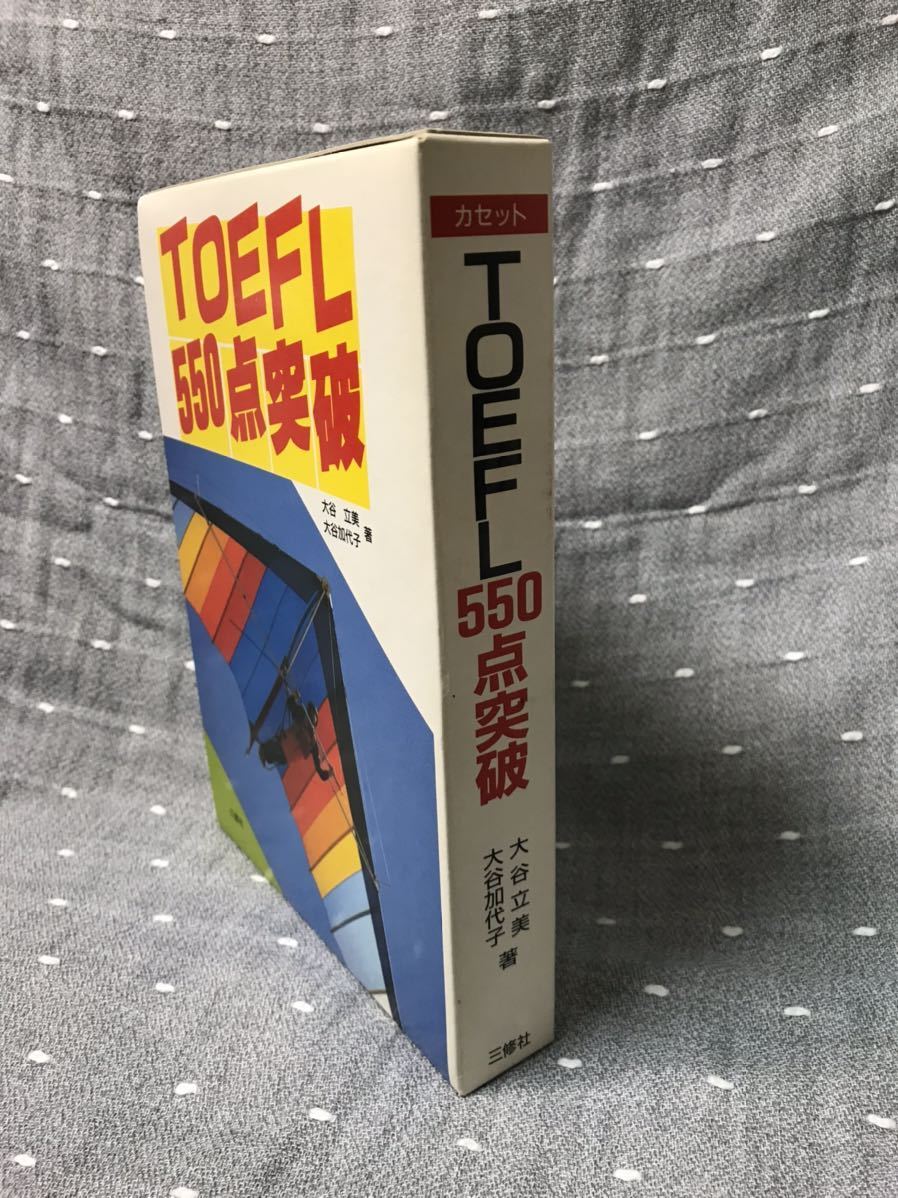 TOEFL
550点突破
大谷 立美
大谷加代子 著
カセット
TOEFL
550点突破
大谷立美
大谷加代子 著
三修社